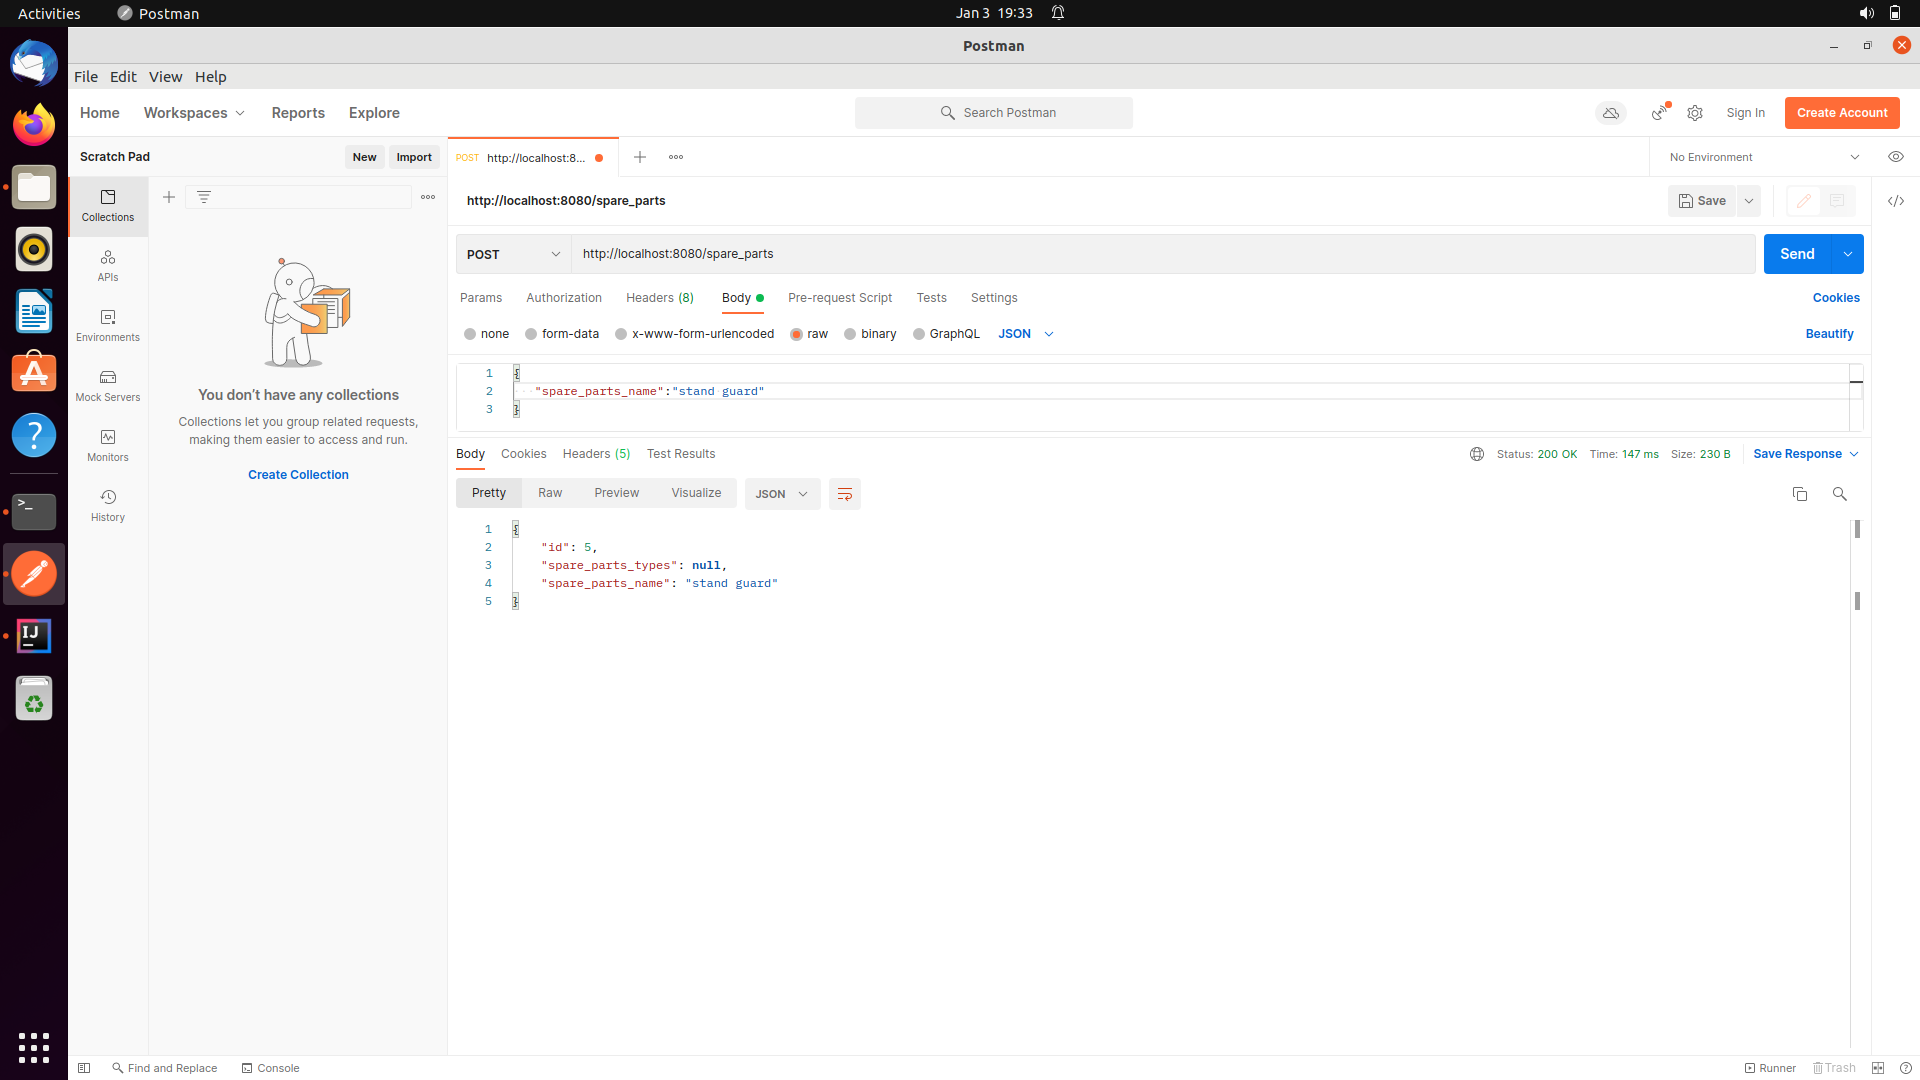 Activities Postman Jan 3 19:33
Postman
File Edit View Help
Home Workspaces Reports Explore Search Postman Sign In Create Account
Scratch Pad New Import POST http://localhost:8... No Environment
Collections
http://localhost:8080/spare_parts Save
POST http://localhost:8080/spare_parts Send
APIs
Params Authorization Headers (8) Body Pre-request Script Tests Settings Cookies
Environments
none form-data x-www-form-urlencoded raw binary GraphQL JSON Beautify
1 {
2 "spare_parts_name":"stand guard"
3 }
Mock Servers
You don't have any collections
Collections let you group related requests,
making them easier to access and run.
Create Collection
Monitors
History
Body Cookies Headers (5) Test Results Status: 200 OK Time: 147 ms Size: 230 B Save Response
Pretty Raw Preview Visualize JSON
1 {
2 "id": 5,
3 "spare_parts_types": null,
4 "spare_parts_name": "stand guard"
5 }
Find and Replace Console Runner Trash